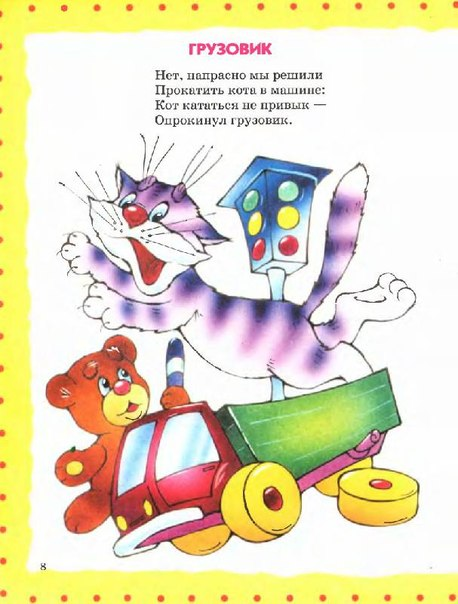 ГРУЗОВИК
Нет, напрасно мы решили
Прокатить кота в машине:
Кот кататься не привык —
Опрокинул грузовик.
8